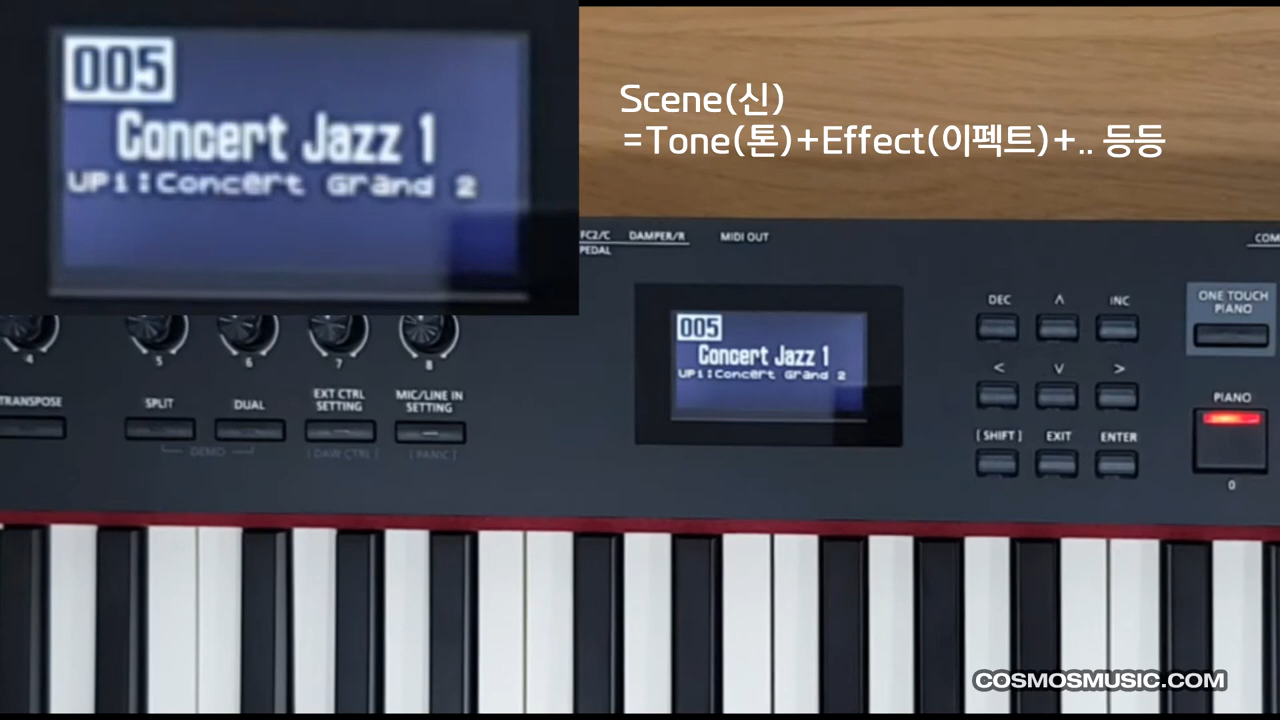 005
Concert Jazz 1
UP1:Concert Grand 2
Scene(신)
=Tone(톤)+Effect(이펙트)+.. 등등
FC2/C
DAMPER/R
MIDI OUT
PEDAL
COM
DEC
∧
INC
ONE TOUCH
PIANO
005
Concert Jazz 1
UP1:Concert Grand 2
4
5
6
7
8
<
∨
>
TRANSPOSE
SPLIT
DUAL
EXT CTRL
SETTING
MIC/LINE IN
SETTING
PIANO
[ SHIFT ]
EXIT
ENTER
DEMO
[ DAW CTRL ]
[ PANIC ]
0
COSMOSMUSIC.COM